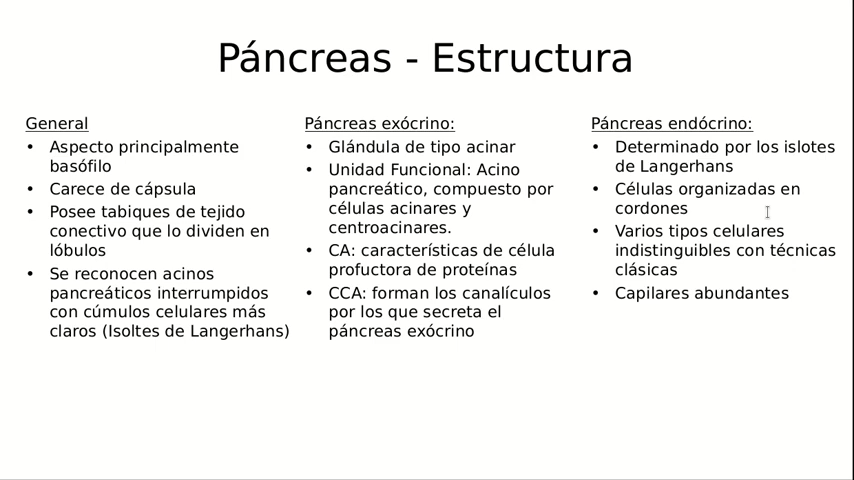 Páncreas - Estructura
General
• Aspecto principalmente
basófilo
• Carece de cápsula
• Posee tabiques de tejido
conectivo que lo dividen en
lóbulos
• Se reconocen acinos
pancreáticos interrumpidos
con cúmulos celulares más
claros (Isoltes de Langerhans)
Páncreas exócrino:
• Glándula de tipo acinar
• Unidad Funcional: Acino
pancreático, compuesto por
células acinares y
centroacinares.
• CA: características de célula
profuctora de proteínas
• CCA: forman los canalículos
por los que secreta el
páncreas exócrino
Páncreas endócrino:
• Determinado por los islotes
de Langerhans
• Células organizadas en
cordones
• Varios tipos celulares
indistinguibles con técnicas
clásicas
• Capilares abundantes